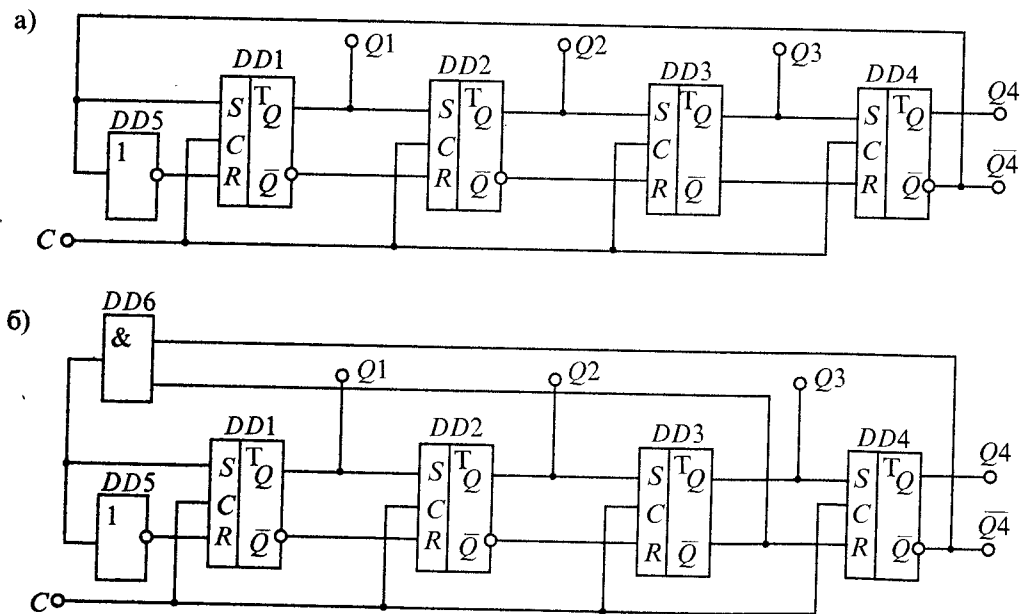 а)
Q1
Q2
Q3
DD1
DD2
DD3
DD4
S T Q
S T Q
S T Q
S T Q
Q4
DD5
1
C
C
C
C
R Q̅
R Q̅
R Q̅
R Q̅
Q̅4̅
C
б)
DD6
&
Q1
Q2
Q3
DD1
DD2
DD3
DD4
S T Q
S T Q
S T Q
S T Q
Q4
DD5
1
C
C
C
C
R Q̅
R Q̅
R Q̅
R Q̅
Q̅4̅
C